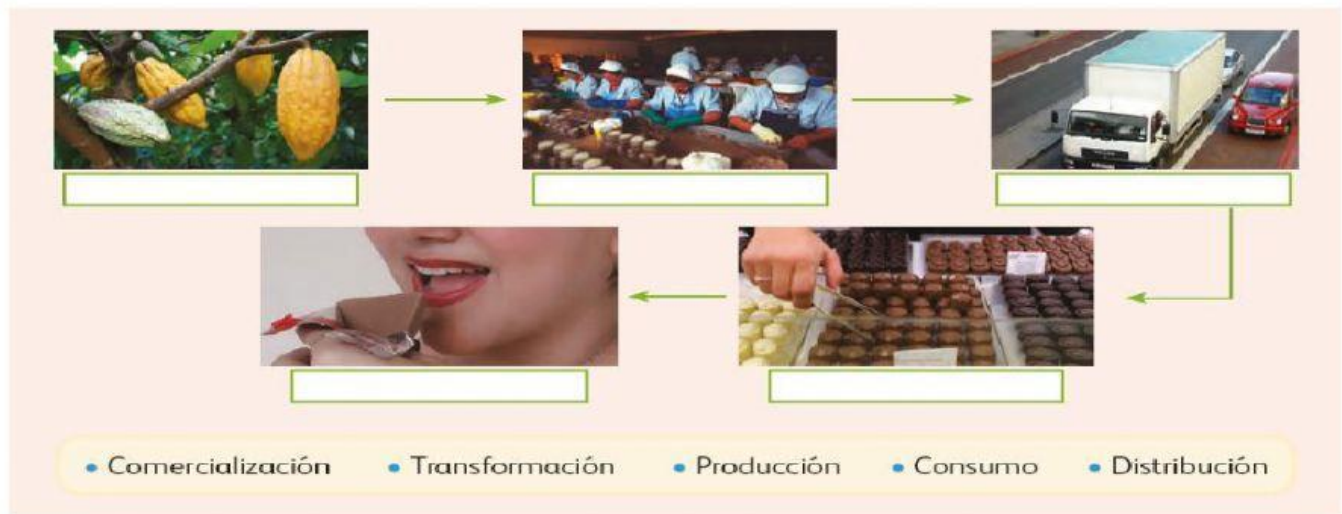 • Comercialización • Transformación • Producción • Consumo • Distribución